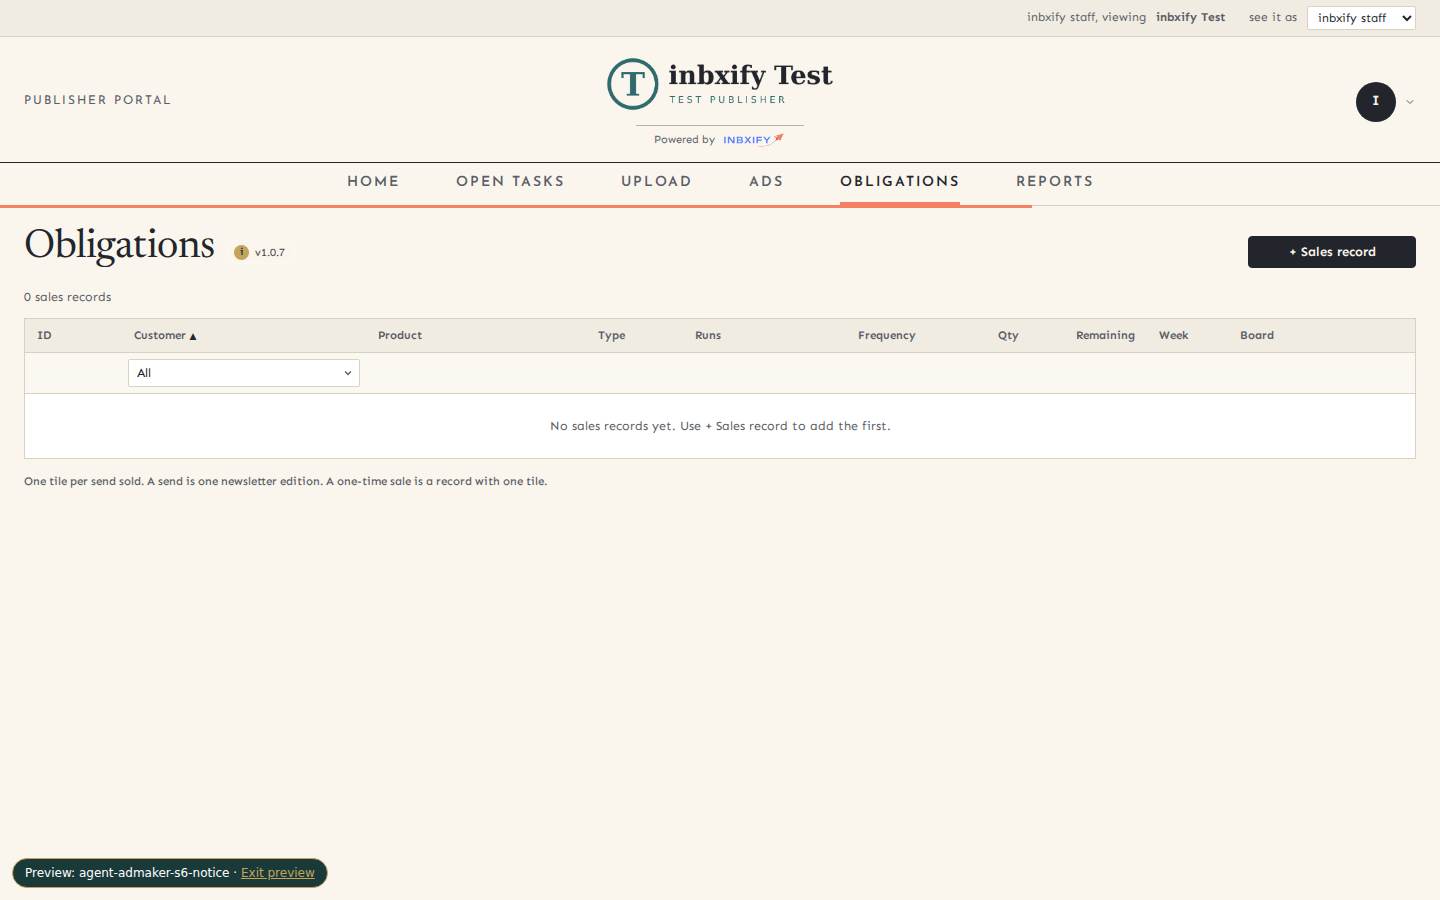 inbxify staff, viewing inbxify Test see it as inbxify staff
PUBLISHER PORTAL
T
inbxify Test
TEST PUBLISHER
Powered by INBXIFY
I
HOME OPEN TASKS UPLOAD ADS OBLIGATIONS REPORTS
Obligations i v1.0.7
+ Sales record
0 sales records
ID Customer ▲ Product Type Runs Frequency Qty Remaining Week Board
All
No sales records yet. Use + Sales record to add the first.
One tile per send sold. A send is one newsletter edition. A one-time sale is a record with one tile.
Preview: agent-admaker-s6-notice · Exit preview